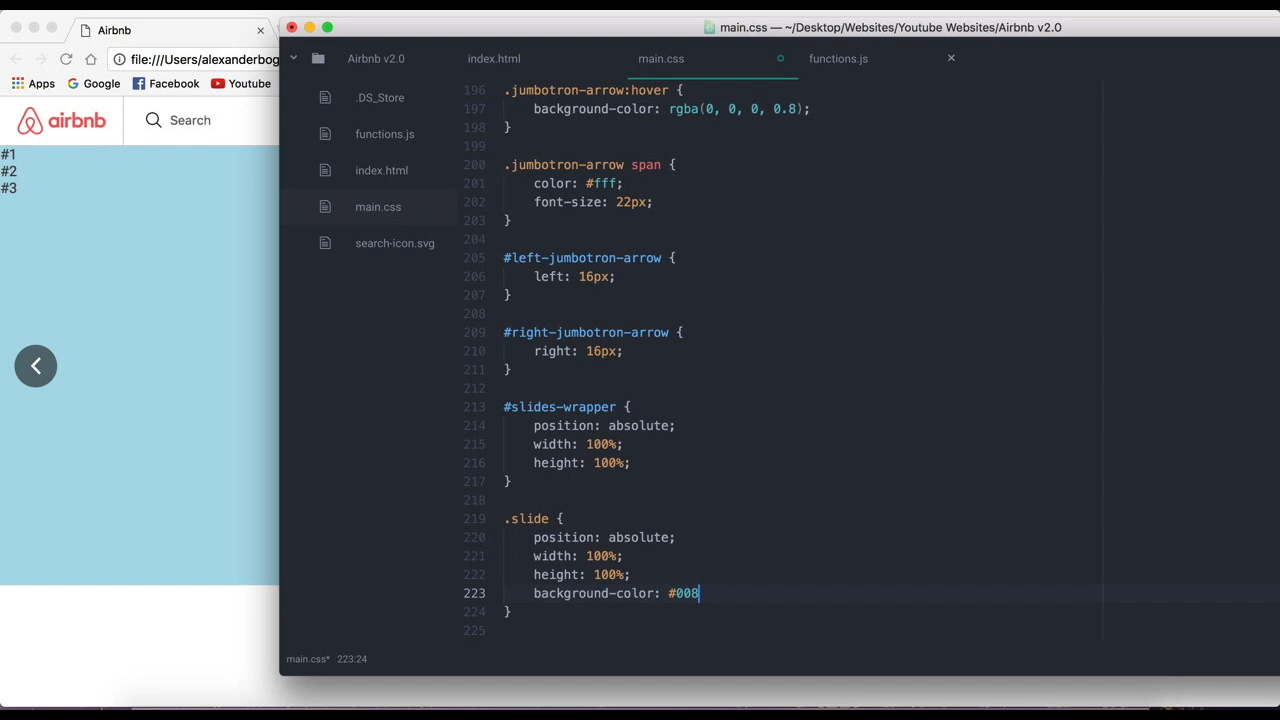 Airbnb
file:///Users/alexanderbog
Apps Google Facebook Youtube
airbnb Search
#1
#2
#3
main.css — ~/Desktop/Websites/Youtube Websites/Airbnb v2.0
Airbnb v2.0
.DS_Store
functions.js
index.html
main.css
search-icon.svg
index.html main.css functions.js
196 .jumbotron-arrow:hover {
197 background-color: rgba(0, 0, 0, 0.8);
198 }
199
200 .jumbotron-arrow span {
201 color: #fff;
202 font-size: 22px;
203 }
204
205 #left-jumbotron-arrow {
206 left: 16px;
207 }
208
209 #right-jumbotron-arrow {
210 right: 16px;
211 }
212
213 #slides-wrapper {
214 position: absolute;
215 width: 100%;
216 height: 100%;
217 }
218
219 .slide {
220 position: absolute;
221 width: 100%;
222 height: 100%;
223 background-color: #008
224 }
225
main.css* 223:24